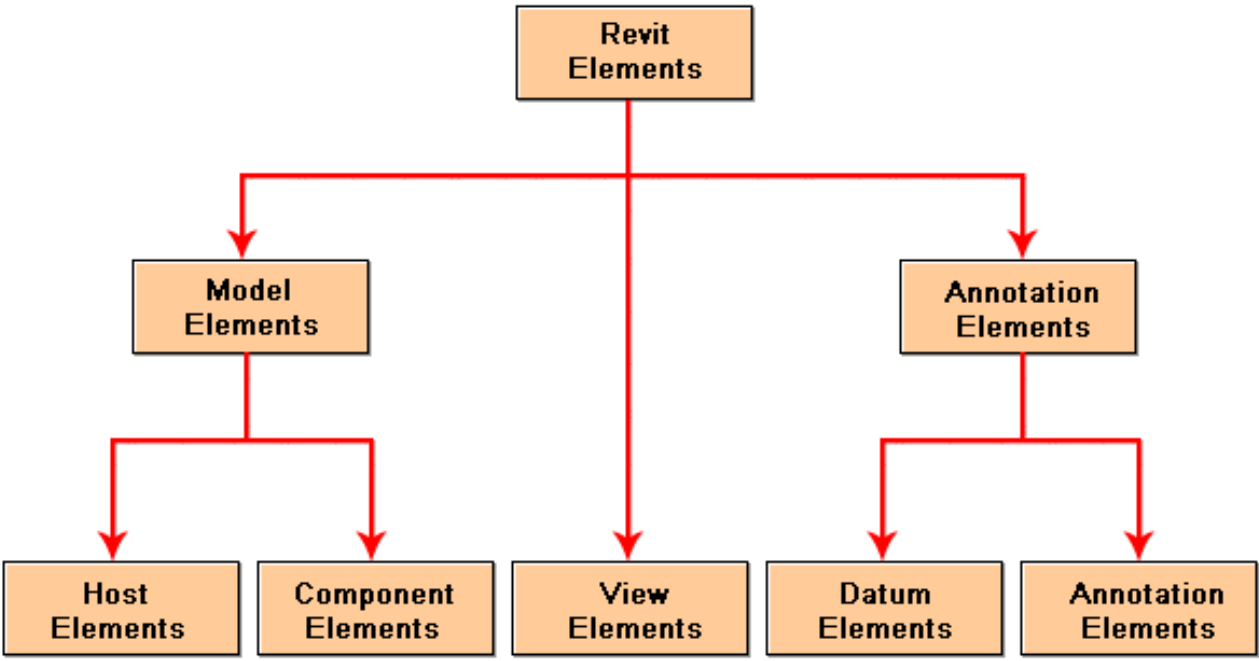 Revit
Elements
Model
Elements
Annotation
Elements
Host
Elements
Component
Elements
View
Elements
Datum
Elements
Annotation
Elements